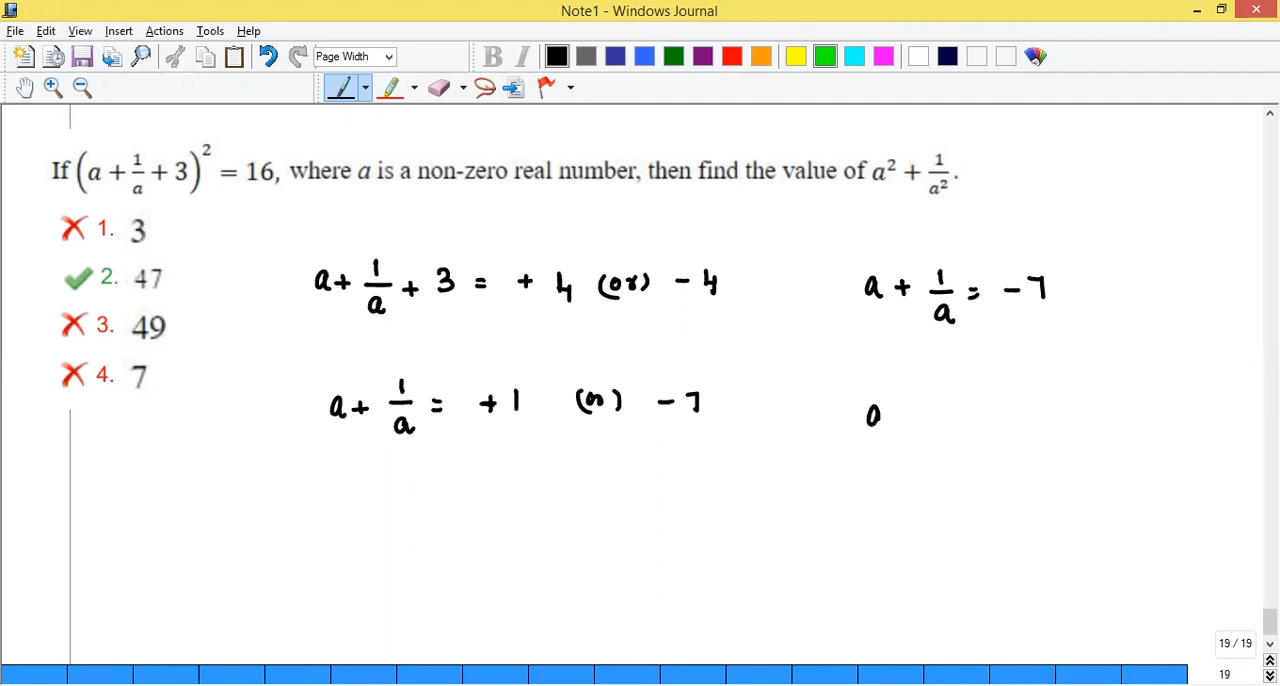 Note1 - Windows Journal
File Edit View Insert Actions Tools Help
Page Width B I
If (a + 1/a + 3)² = 16, where a is a non-zero real number, then find the value of a² + 1/a².
1. 3
2. 47
3. 49
4. 7
a + 1/a + 3 = + 4 (or) - 4
a + 1/a = - 7
a + 1/a = + 1 (or) - 7
a
19 / 19
19